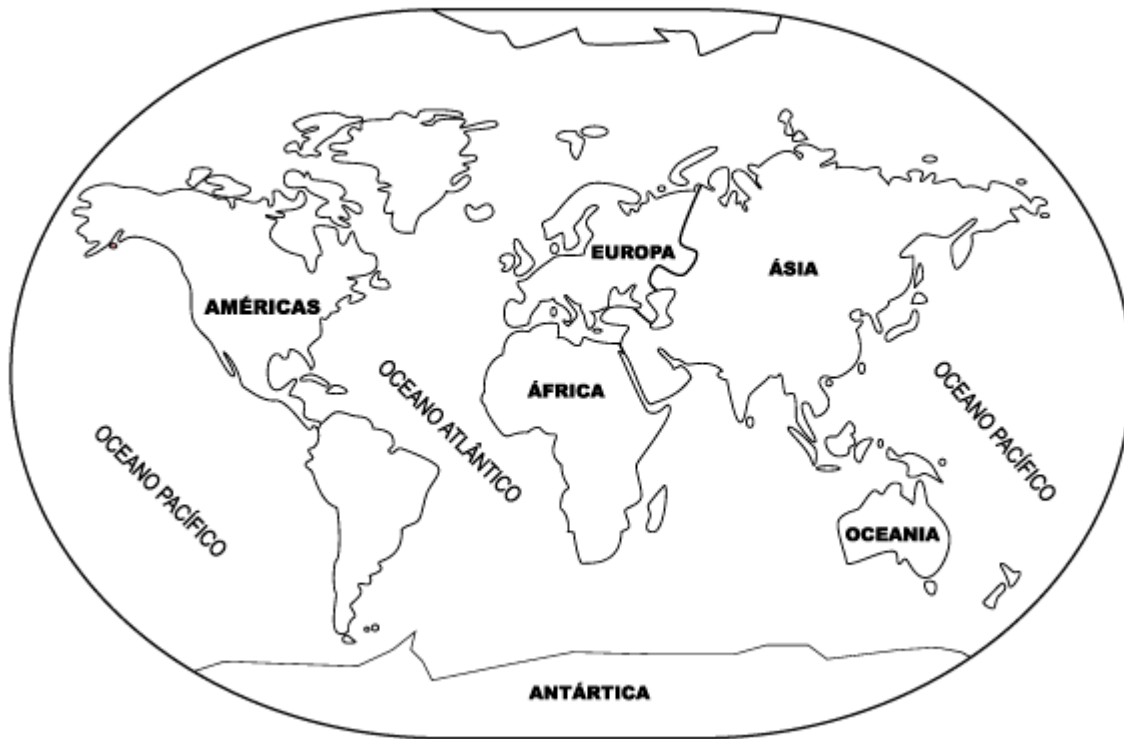 EUROPA
ÁSIA
AMÉRICAS
ÁFRICA
OCEANO ATLÂNTICO
OCEANO PACÍFICO
OCEANO PACÍFICO
OCEANIA
ANTÁRTICA